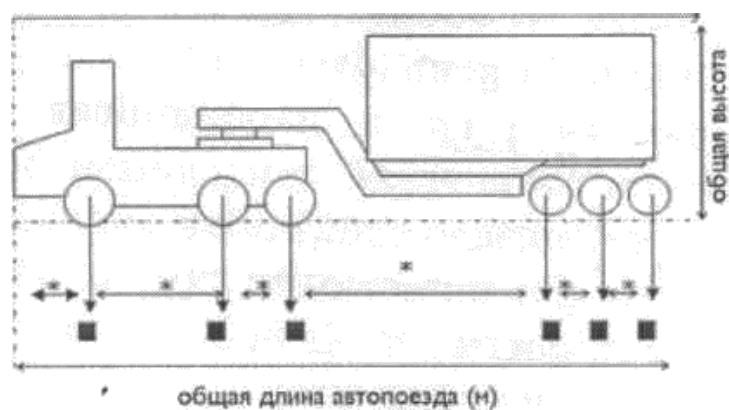 общая высота
* * * * * *
общая длина автопоезда (м)